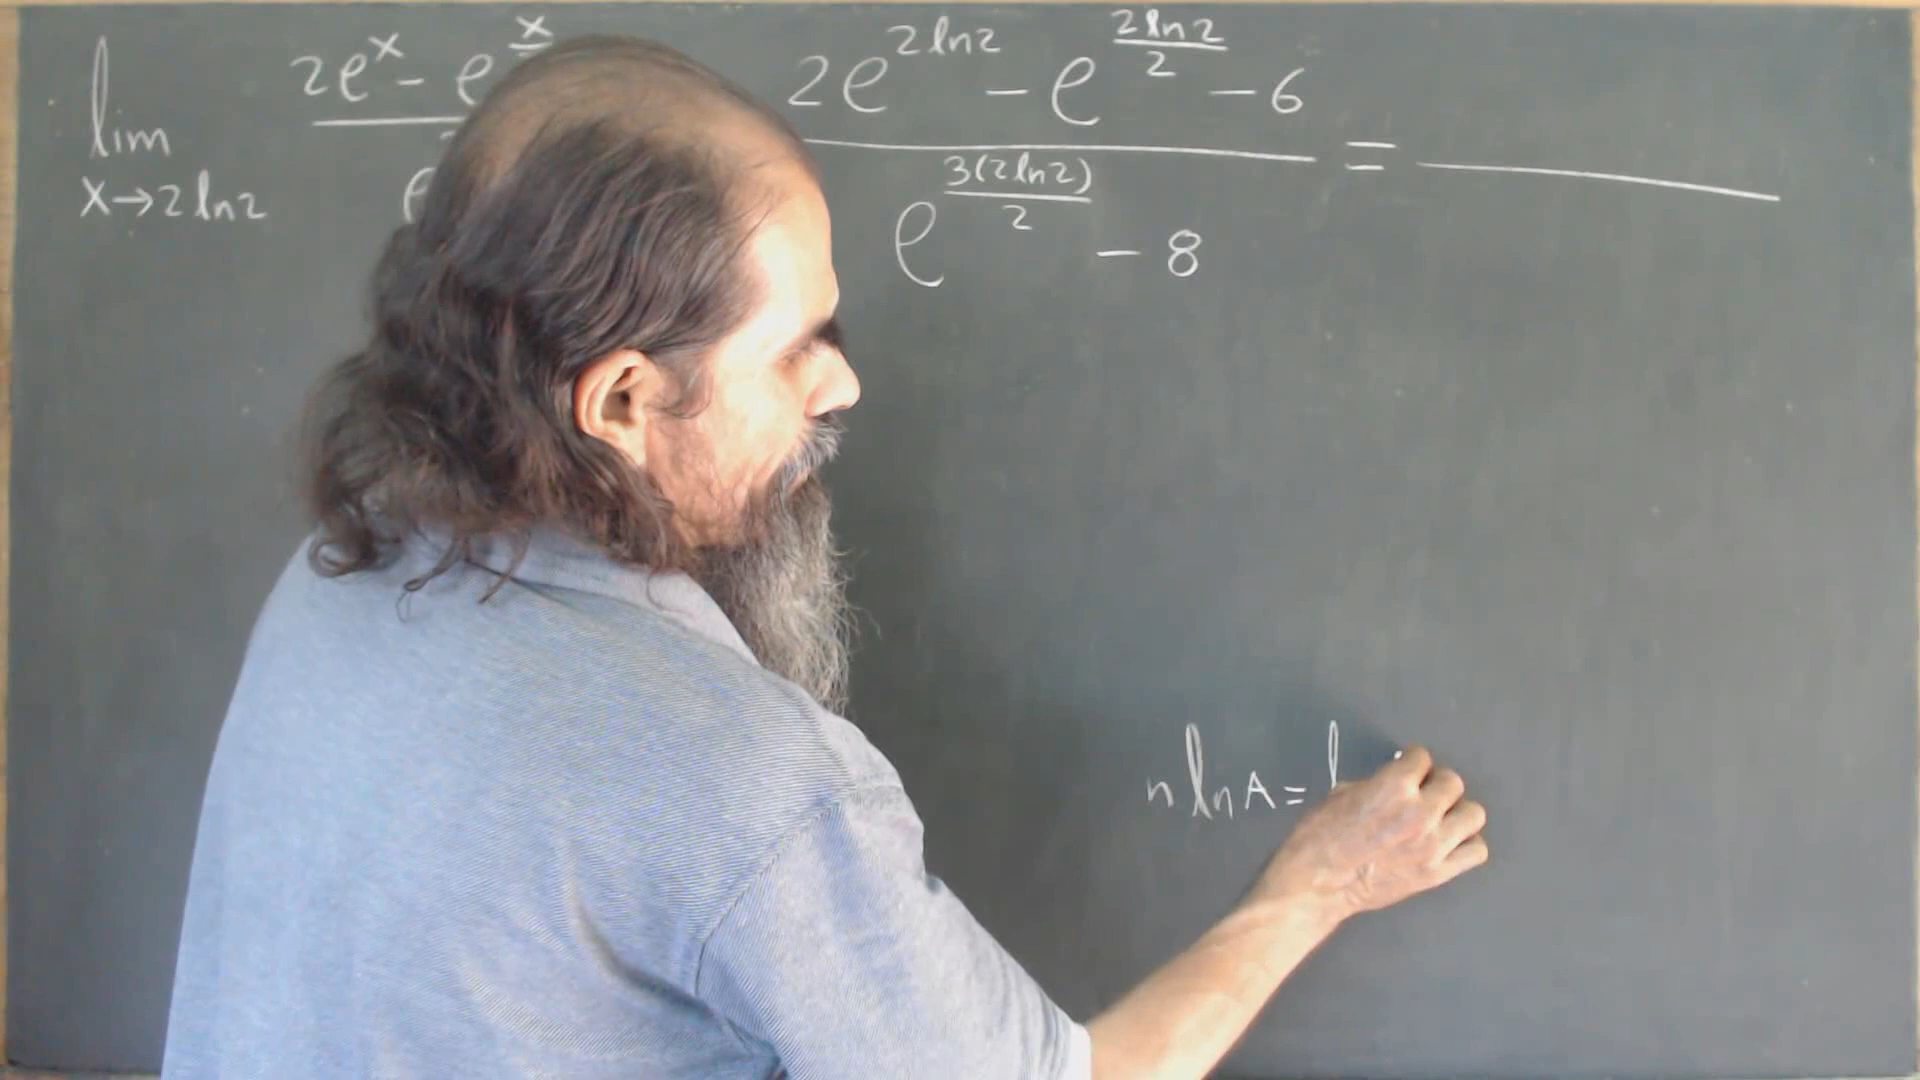 lim x→2ln2 (2e^x - e^(x/
(2e^(2ln2) - e^(2ln2/2) - 6)/(e^(3(2ln2)/2) - 8) =
n ln A = l